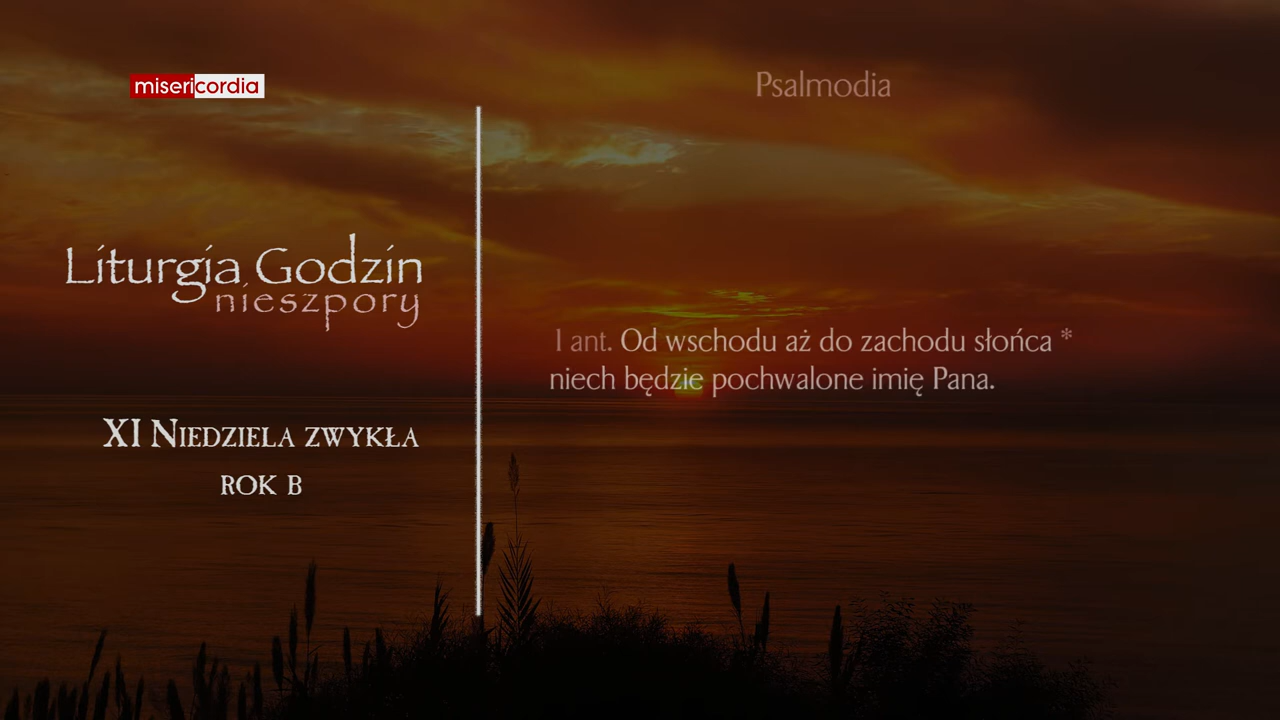 misericordia
Psalmodia
Liturgia Godzin
nieszpory
1 ant. Od wschodu aż do zachodu słońca *
niech będzie pochwalone imię Pana.
XI Niedziela zwykła
rok B